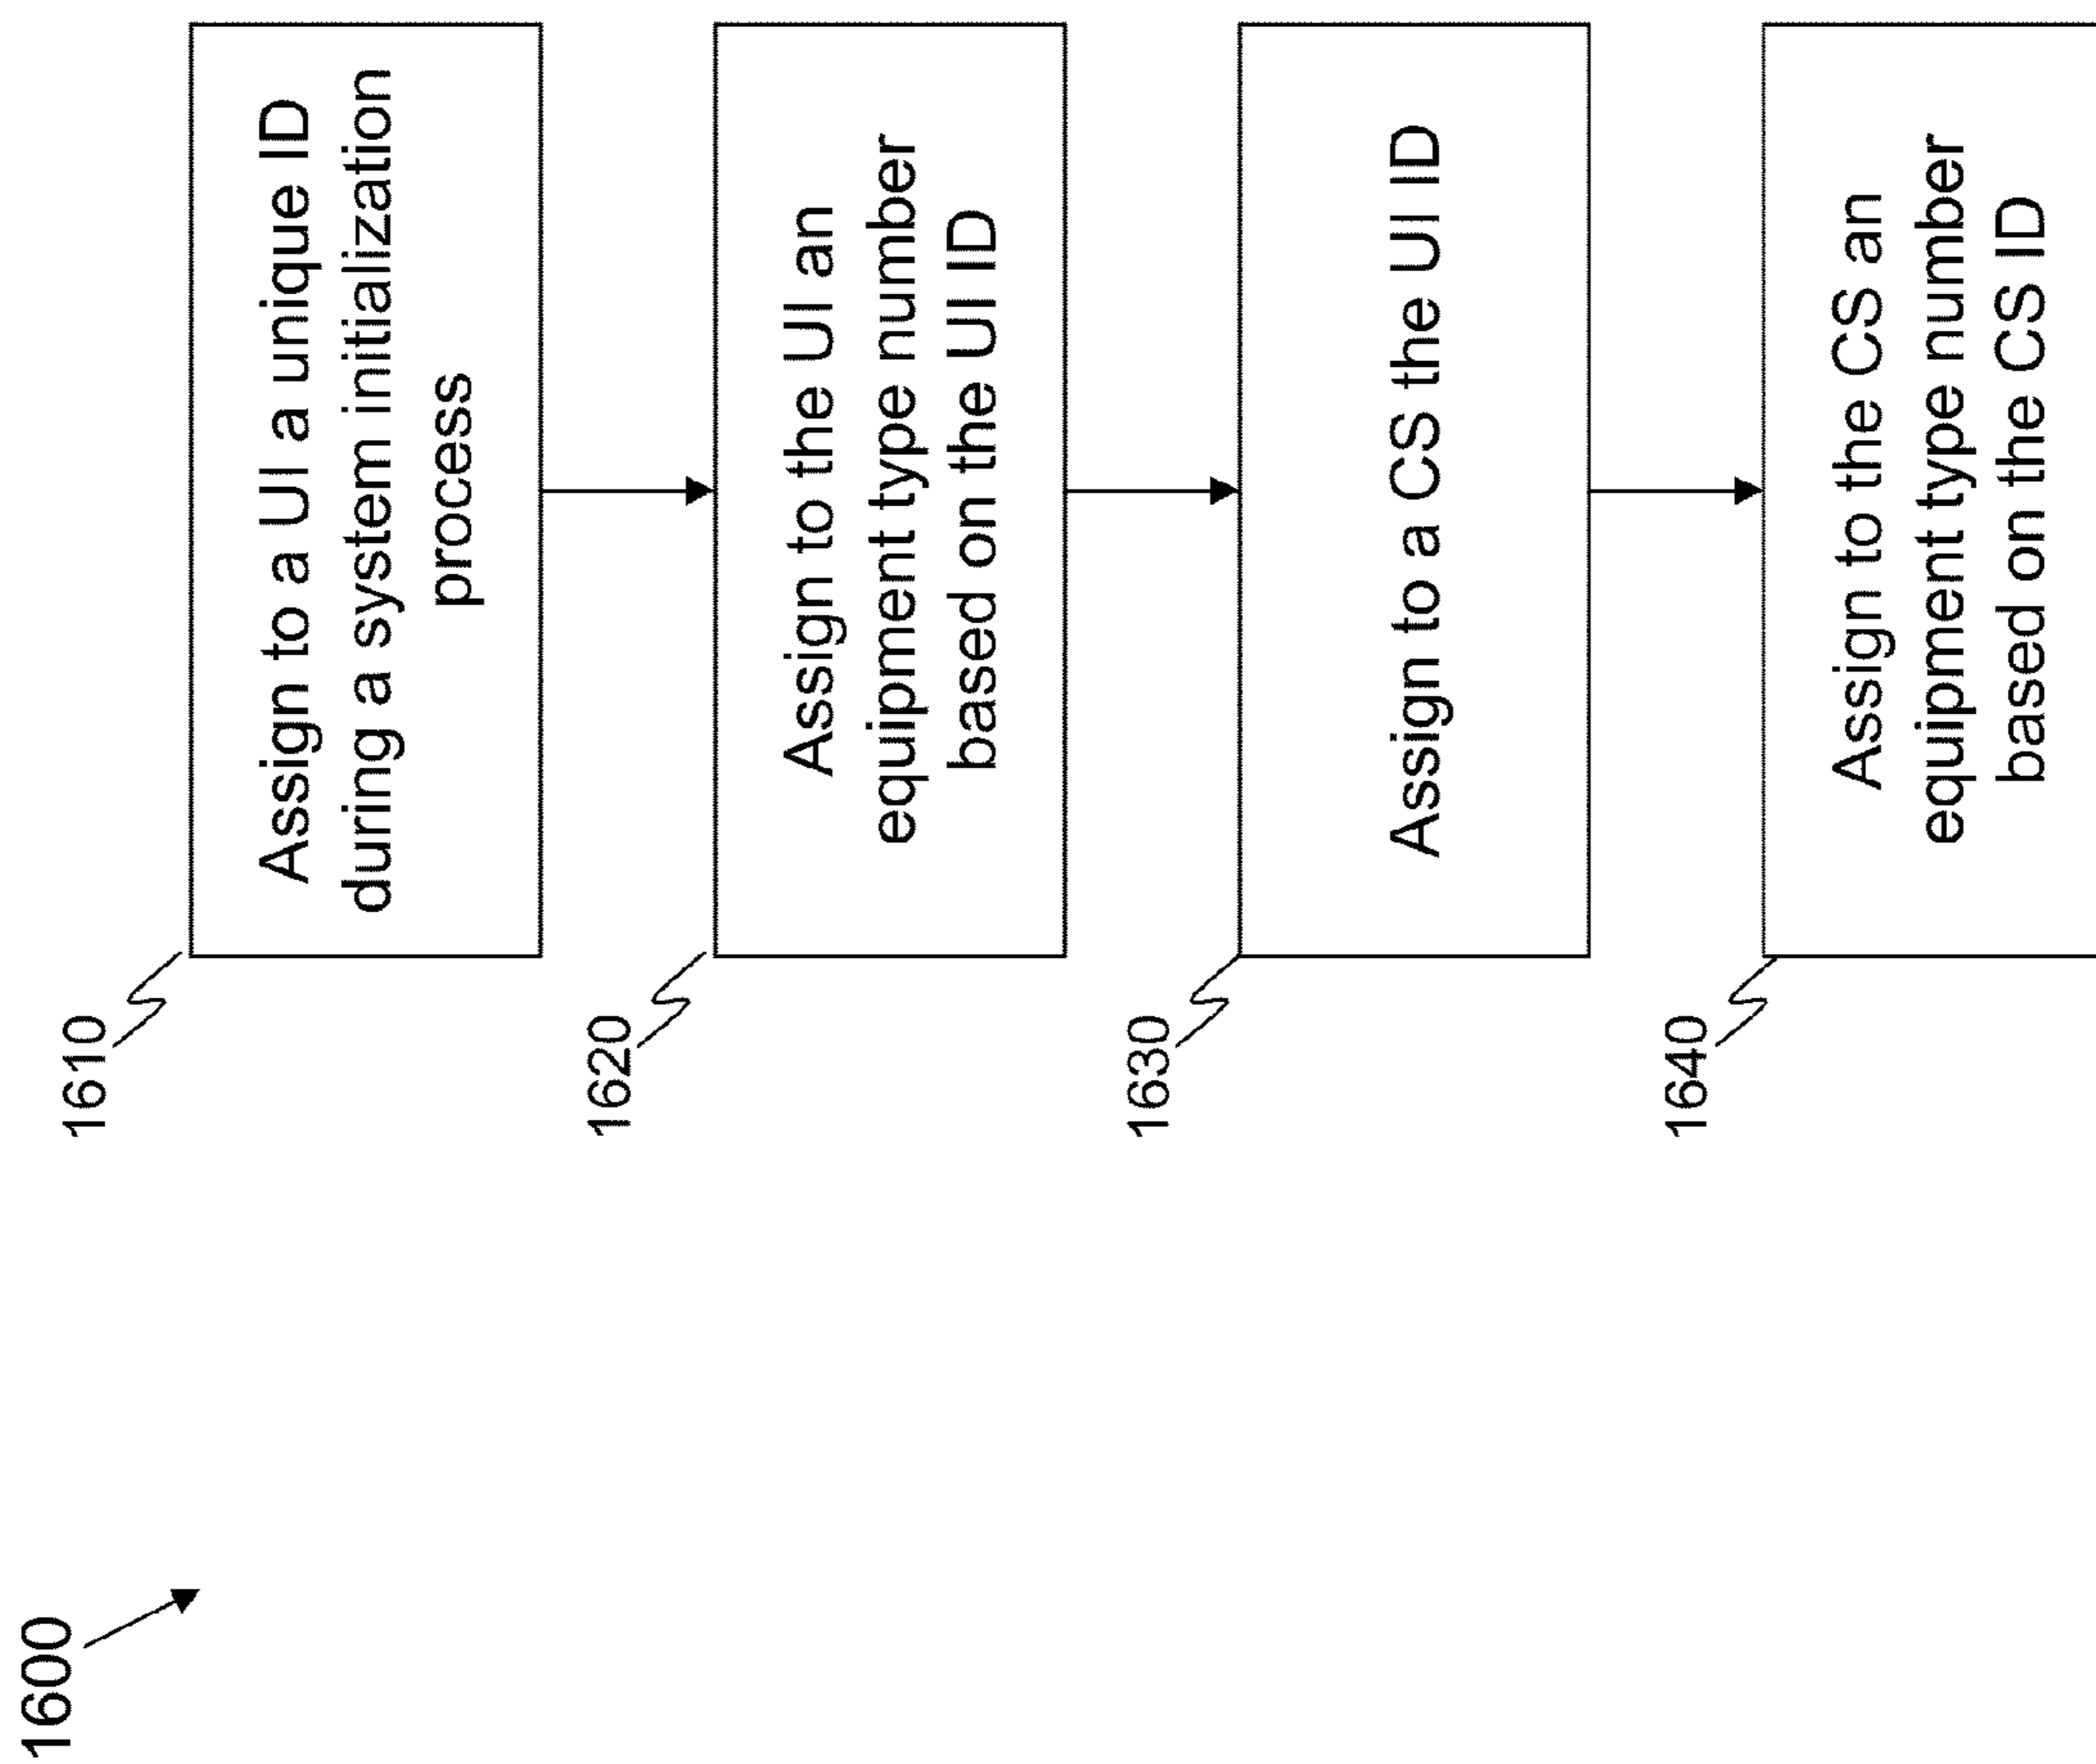 1600
1610
Assign to a UI a unique ID
during a system initialization
process
1620
Assign to the UI an
equipment type number
based on the UI ID
1630
Assign to a CS the UI ID
1640
Assign to the CS an
equipment type number
based on the CS ID